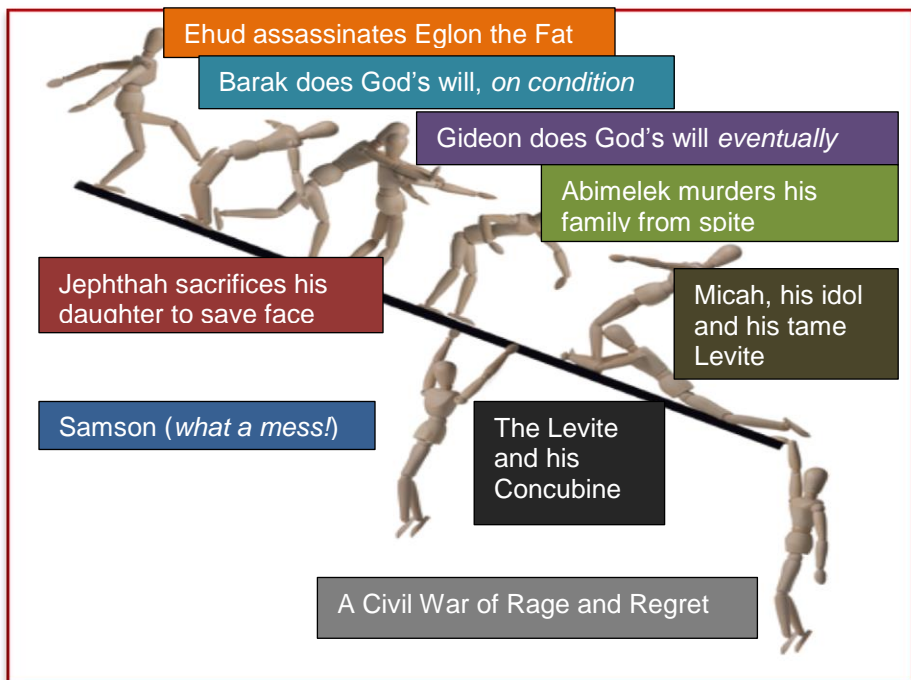 Ehud assassinates Eglon the Fat
Barak does God’s will, on condition
Gideon does God’s will eventually
Abimelek murders his
family from spite
Jephthah sacrifices his
daughter to save face
Micah, his idol
and his tame
Levite
Samson (what a mess!)
The Levite
and his
Concubine
A Civil War of Rage and Regret